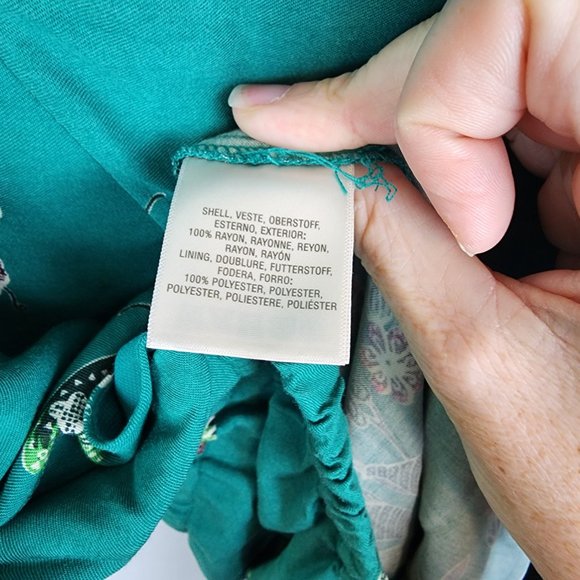 SHELL, VESTE, OBERSTOFF,
ESTERNO, EXTERIOR:
100% RAYON, RAYONNE, REYON,
RAYON, RAYÓN
LINING, DOUBLURE, FUTTERSTOFF,
FODERA, FORRO:
100% POLYESTER, POLYESTER,
POLYESTER, POLIESTERE, POLIÉSTER